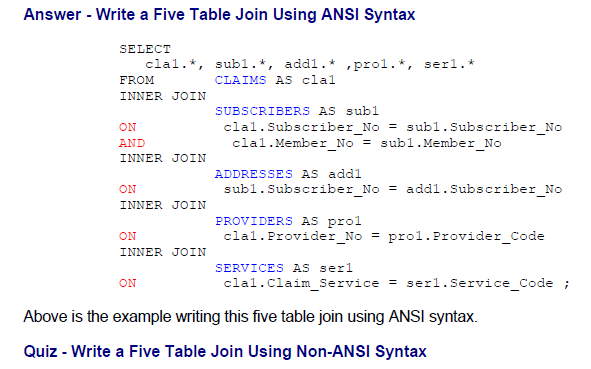 Answer - Write a Five Table Join Using ANSI Syntax
SELECT
cla1.*, sub1.*, add1.* ,pro1.*, ser1.*
FROM CLAIMS AS cla1
INNER JOIN
SUBSCRIBERS AS sub1
ON cla1.Subscriber_No = sub1.Subscriber_No
AND cla1.Member_No = sub1.Member_No
INNER JOIN
ADDRESSES AS add1
ON sub1.Subscriber_No = add1.Subscriber_No
INNER JOIN
PROVIDERS AS pro1
ON cla1.Provider_No = pro1.Provider_Code
INNER JOIN
SERVICES AS ser1
ON cla1.Claim_Service = ser1.Service_Code ;
Above is the example writing this five table join using ANSI syntax.
Quiz - Write a Five Table Join Using Non-ANSI Syntax